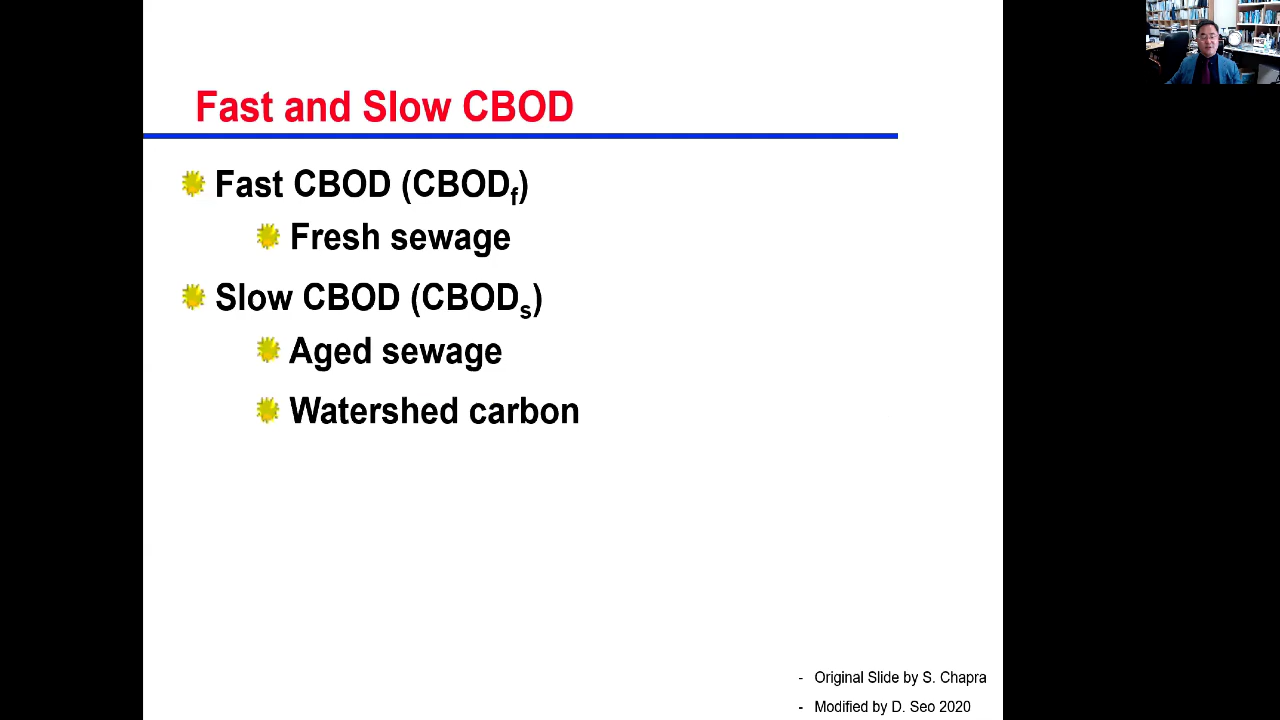 Fast and Slow CBOD
Fast CBOD (CBODf)
Fresh sewage
Slow CBOD (CBODs)
Aged sewage
Watershed carbon
- Original Slide by S. Chapra
- Modified by D. Seo 2020